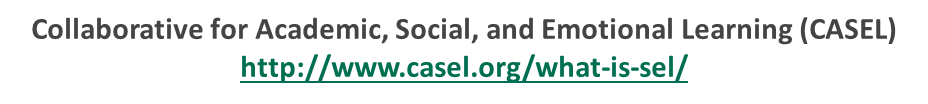 Collaborative for Academic, Social, and Emotional Learning (CASEL)
http://www.casel.org/what-is-sel/